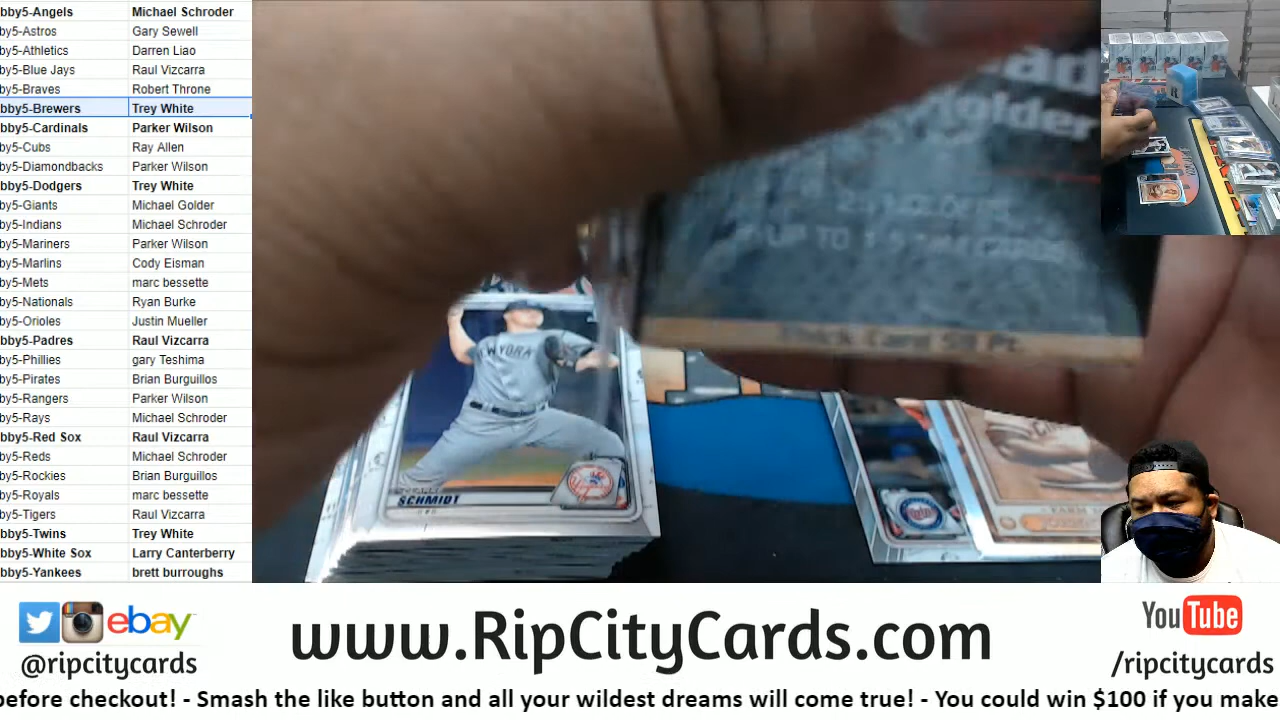 bby5-Angels Michael Schroder
by5-Astros Gary Sewell
by5-Athletics Darren Liao
by5-Blue Jays Raul Vizcarra
by5-Braves Robert Throne
bby5-Brewers Trey White
bby5-Cardinals Parker Wilson
by5-Cubs Ray Allen
by5-Diamondbacks Parker Wilson
bby5-Dodgers Trey White
by5-Giants Michael Golder
by5-Indians Michael Schroder
by5-Mariners Parker Wilson
by5-Marlins Cody Eisman
by5-Mets marc bessette
by5-Nationals Ryan Burke
by5-Orioles Justin Mueller
bby5-Padres Raul Vizcarra
by5-Phillies gary Teshima
by5-Pirates Brian Burguillos
by5-Rangers Parker Wilson
by5-Rays Michael Schroder
bby5-Red Sox Raul Vizcarra
by5-Reds Michael Schroder
by5-Rockies Brian Burguillos
by5-Royals marc bessette
by5-Tigers Raul Vizcarra
bby5-Twins Trey White
bby5-White Sox Larry Canterberry
bby5-Yankees brett burroughs
ad
older
UP TO
Thick Card
NEW YORK
SCHMIDT
ebay
@ripcitycards
www.RipCityCards.com
YouTube
/ripcitycards
before checkout! - Smash the like button and all your wildest dreams will come true! - You could win $100 if you make